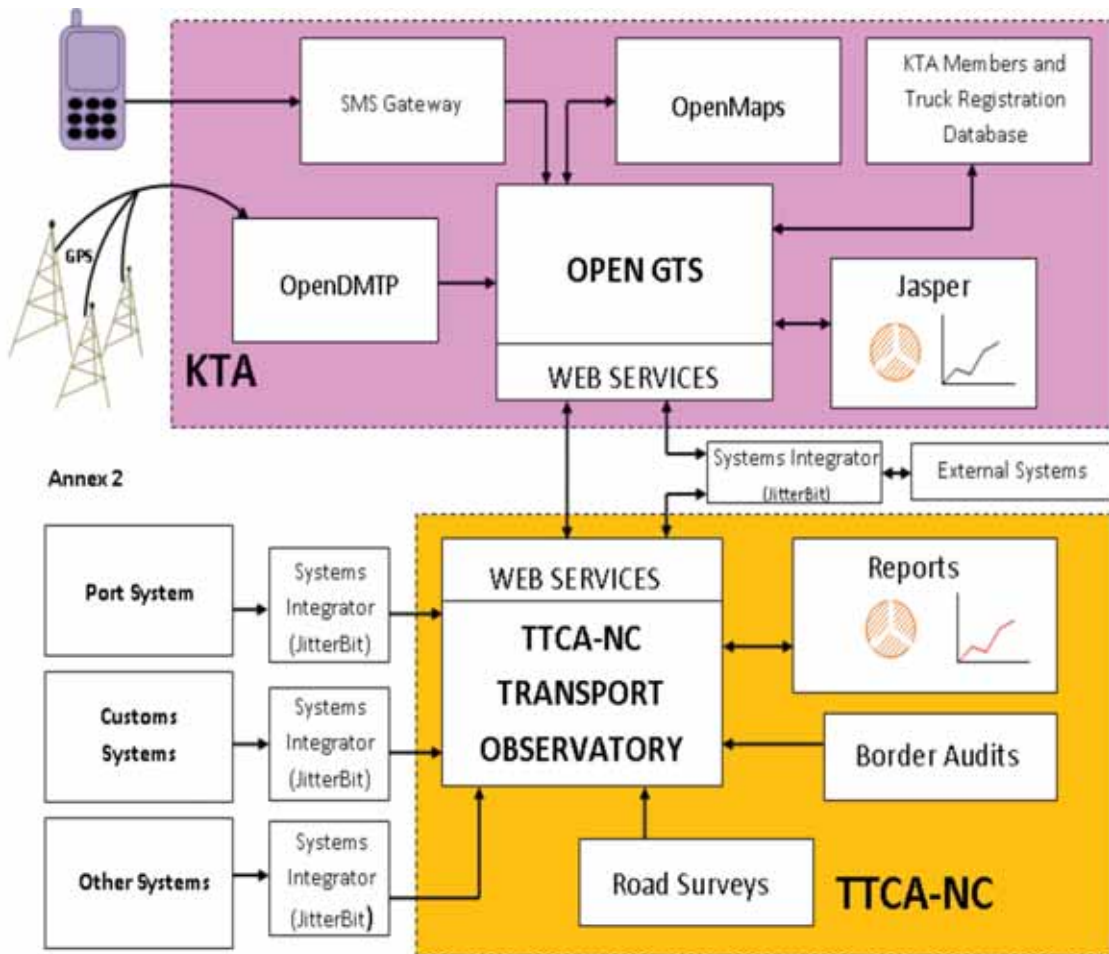 SMS Gateway
OpenMaps
KTA Members and
Truck Registration
Database
GPS
OpenDMTP
OPEN GTS
WEB SERVICES
Jasper
KTA
Systems Integrator
(JitterBit)
External Systems
Annex 2
Port System
Systems
Integrator
(JitterBit)
Customs
Systems
Systems
Integrator
(JitterBit)
Other Systems
Systems
Integrator
(JitterBit)
WEB SERVICES
TTCA-NC
TRANSPORT
OBSERVATORY
Reports
Border Audits
Road Surveys
TTCA-NC